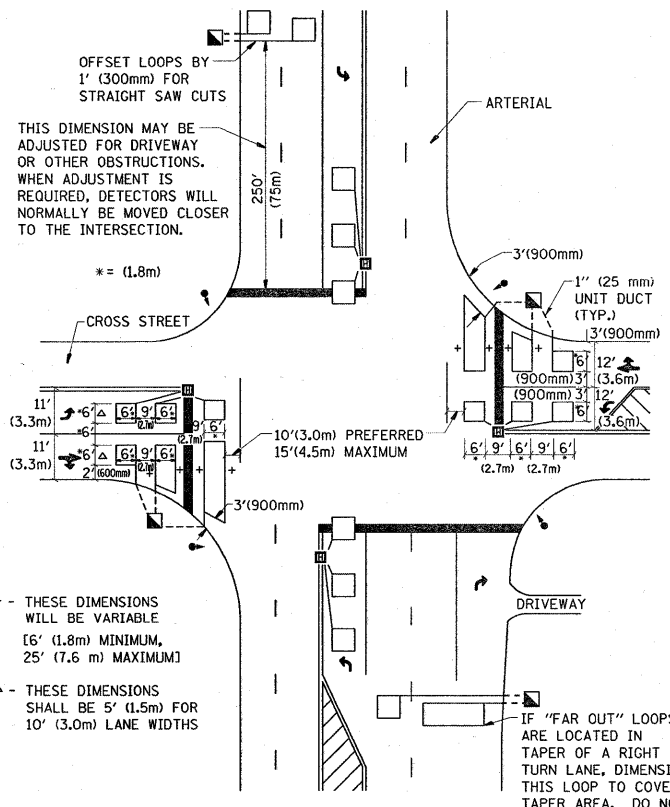 OFFSET LOOPS BY
1' (300mm) FOR
STRAIGHT SAW CUTS
ARTERIAL
THIS DIMENSION MAY BE
ADJUSTED FOR DRIVEWAY
OR OTHER OBSTRUCTIONS.
WHEN ADJUSTMENT IS
REQUIRED, DETECTORS WILL
NORMALLY BE MOVED CLOSER
TO THE INTERSECTION.
250'
(75m)
* = (1.8m)
3'(900mm)
1" (25 mm)
UNIT DUCT
(TYP.)
CROSS STREET
3'(900mm)
*6'
12'
(3.6m)
(900mm) 3'
(900mm) 3'
*6'
12'
(3.6m)
11'
(3.3m)
*6'
6' 9' 6'
* (2.7m) *
*6'
9' 6'
(2.7m) *
11'
(3.3m)
*6'
6' 9' 6'
* (2.7m) *
2' (600mm)
10'(3.0m) PREFERRED
15'(4.5m) MAXIMUM
6' 9' 6' 9' 6'
* (2.7m) * (2.7m) *
3'(900mm)
DRIVEWAY
- THESE DIMENSIONS
WILL BE VARIABLE
[6' (1.8m) MINIMUM,
25' (7.6 m) MAXIMUM]
- THESE DIMENSIONS
SHALL BE 5' (1.5m) FOR
10' (3.0m) LANE WIDTHS
IF "FAR OUT" LOOPS
ARE LOCATED IN
TAPER OF A RIGHT
TURN LANE, DIMENSI
THIS LOOP TO COVE
TAPER AREA. DO NO